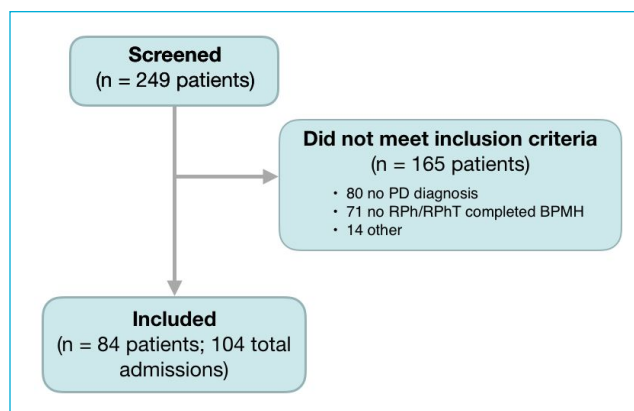 Screened
(n = 249 patients)
Did not meet inclusion criteria
(n = 165 patients)
• 80 no PD diagnosis
• 71 no RPh/RPhT completed BPMH
• 14 other
Included
(n = 84 patients; 104 total
admissions)